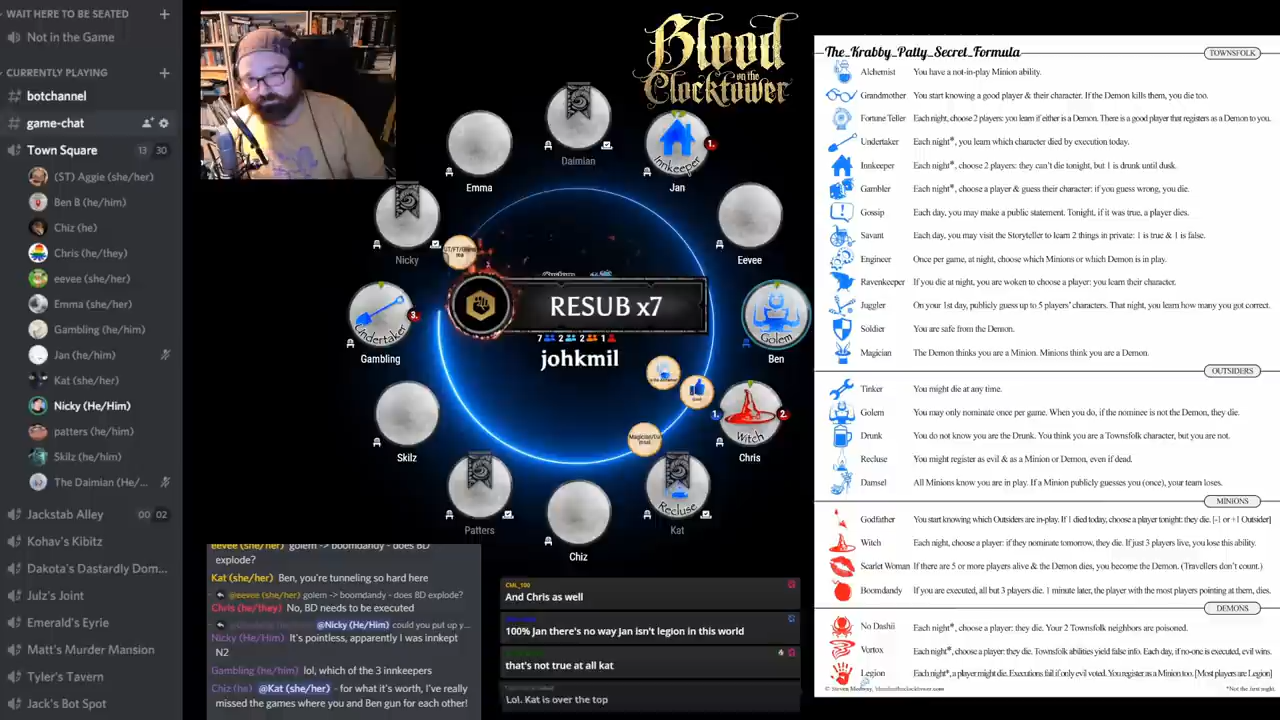 WAIT HERE TO BE SEATED
Not in the Game
CURRENTLY PLAYING
botchannel
game-chat
Town Square 13 30
(ST) Aggie (she/her)
Ben B (he/him)
Chiz (he)
Chris (he/they)
eevee (she/her)
Emma (she/her)
Gambling (he/him)
Jan (he/him)
Kat (she/her)
Nicky (He/Him)
patters (he/him)
Skilz (he/him)
The Daimian (He/...
Jackstab Alley 00 02
Kohav's Kibitz
Dakota's Dastardly Dom...
Julz's Joint
Emerald's Eyrie
Matt's Murder Mansion
Tyler's Tavern
Jack's Bot Spot
Blood
on the
Clocktower
Daimian
Emma
Innkeeper
1.
Jan
Nicky
Eevee
Undertaker
3.
Gambling
RESUB x7
7 2 2 1
johkmil
Golem
Ben
Witch
1.
2.
Chris
Skilz
Patters
Chiz
Recluse
Kat
eevee (she/her) golem -> boomdandy - does BD
explode?
Kat (she/her) Ben, you're tunneling so hard here
@eevee (she/her) golem -> boomdandy - does BD explode?
Chris (he/they) No, BD needs to be executed
@Nicky (He/Him) could you put up y...
Nicky (He/Him) It's pointless, apparently I was innkept
N2
Gambling (he/him) lol, which of the 3 innkeepers
Chiz (he) @Kat (she/her) - for what it's worth, I've really
missed the games where you and Ben gun for each other!
CML_100
And Chris as well
100% Jan there's no way Jan isn't legion in this world
that's not true at all kat
Lol. Kat is over the top
The_Krabby_Patty_Secret_Formula
TOWNSFOLK
Alchemist You have a not-in-play Minion ability.
Grandmother You start knowing a good player & their character. If the Demon kills them, you die too.
Fortune Teller Each night, choose 2 players: you learn if either is a Demon. There is a good player that registers as a Demon to you.
Undertaker Each night*, you learn which character died by execution today.
Innkeeper Each night*, choose 2 players: they can't die tonight, but 1 is drunk until dusk.
Gambler Each night*, choose a player & guess their character: if you guess wrong, you die.
Gossip Each day, you may make a public statement. Tonight, if it was true, a player dies.
Savant Each day, you may visit the Storyteller to learn 2 things in private: 1 is true & 1 is false.
Engineer Once per game, at night, choose which Minions or which Demon is in play.
Ravenkeeper If you die at night, you are woken to choose a player: you learn their character.
Juggler On your 1st day, publicly guess up to 5 players' characters. That night, you learn how many you got correct.
Soldier You are safe from the Demon.
Magician The Demon thinks you are a Minion. Minions think you are a Demon.
OUTSIDERS
Tinker You might die at any time.
Golem You may only nominate once per game. When you do, if the nominee is not the Demon, they die.
Drunk You do not know you are the Drunk. You think you are a Townsfolk character, but you are not.
Recluse You might register as evil & as a Minion or Demon, even if dead.
Damsel All Minions know you are in play. If a Minion publicly guesses you (once), your team loses.
MINIONS
Godfather You start knowing which Outsiders are in-play. If 1 died today, choose a player tonight: they die. [-1 or +1 Outsider]
Witch Each night, choose a player: if they nominate tomorrow, they die. If just 3 players live, you lose this ability.
Scarlet Woman If there are 5 or more players alive & the Demon dies, you become the Demon. (Travellers don't count.)
Boomdandy If you are executed, all but 3 players die. 1 minute later, the player with the most players pointing at them, dies.
DEMONS
No Dashii Each night*, choose a player: they die. Your 2 Townsfolk neighbors are poisoned.
Vortox Each night*, choose a player: they die. Townsfolk abilities yield false info. Each day, if no-one is executed, evil wins.
Legion Each night*, a player might die. Executions fail if only evil voted. You register as a Minion too. [Most players are Legion]
*Not the first night.